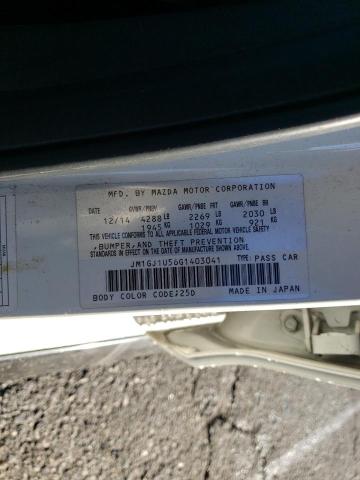 MFD. BY MAZDA MOTOR CORPORATION
DATE GVWR/PNBV GAWR/PNBE FRT GAWR/PNBE RR
12/14 4288 LB 2269 LB 2030 LB
1945 KG 1029 KG 921 KG
THIS VEHICLE CONFORMS TO ALL APPLICABLE FEDERAL MOTOR VEHICLE SAFETY
, BUMPER, AND THEFT PREVENTION
STANDARDS IN EFFECT ON THE DATE OF MANUFACTURE SHOWN ABOVE.
JM1GJ1U56G1403041 TYPE: PASS CAR
BODY COLOR CODE:25D MADE IN JAPAN